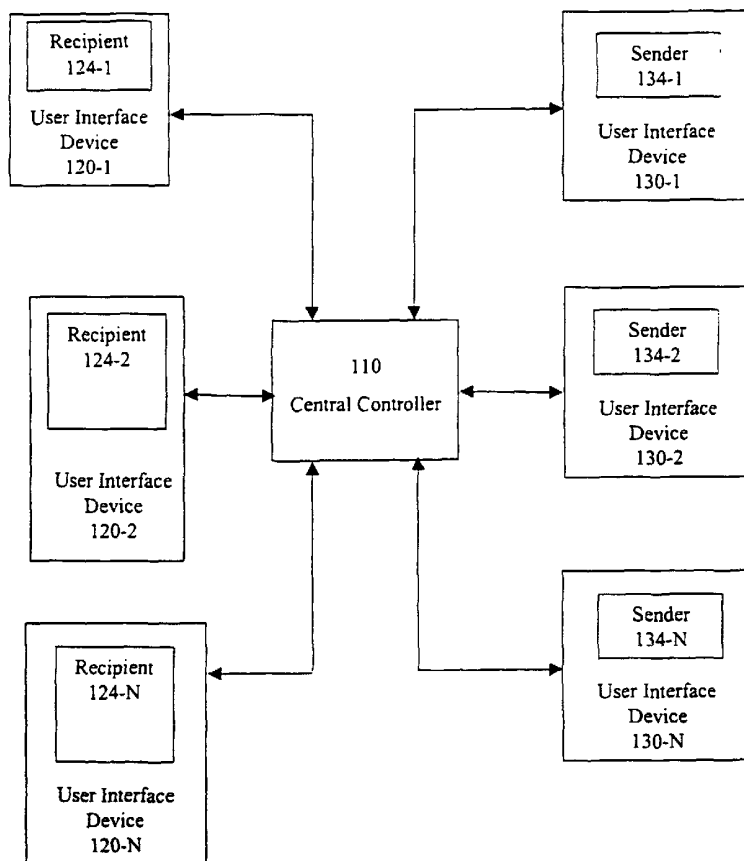 Recipient
124-1
User Interface
Device
120-1
Sender
134-1
User Interface
Device
130-1
Recipient
124-2
User Interface
Device
120-2
110
Central Controller
Sender
134-2
User Interface
Device
130-2
Recipient
124-N
User Interface
Device
120-N
Sender
134-N
User Interface
Device
130-N